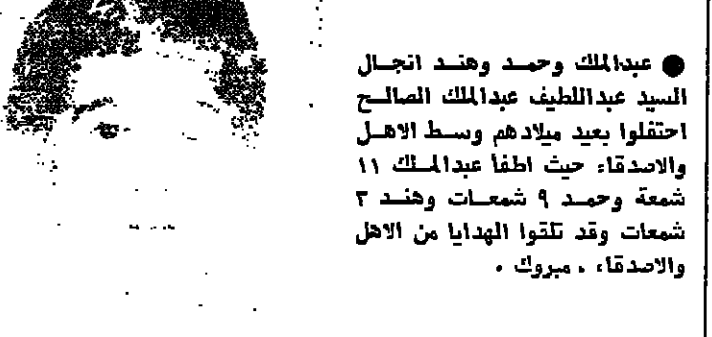 ● عبدالملك وحمد وهند انجال
السيد عبداللطيف عبدالملك الصالح
احتفلوا بعيد ميلادهم وسط الاهل
والاصدقاء حيث اطفا عبدالملك ١١
شمعة وحمد ٩ شمعات وهند ٣
شمعات وقد تلقوا الهدايا من الاهل
والاصدقاء . مبروك .